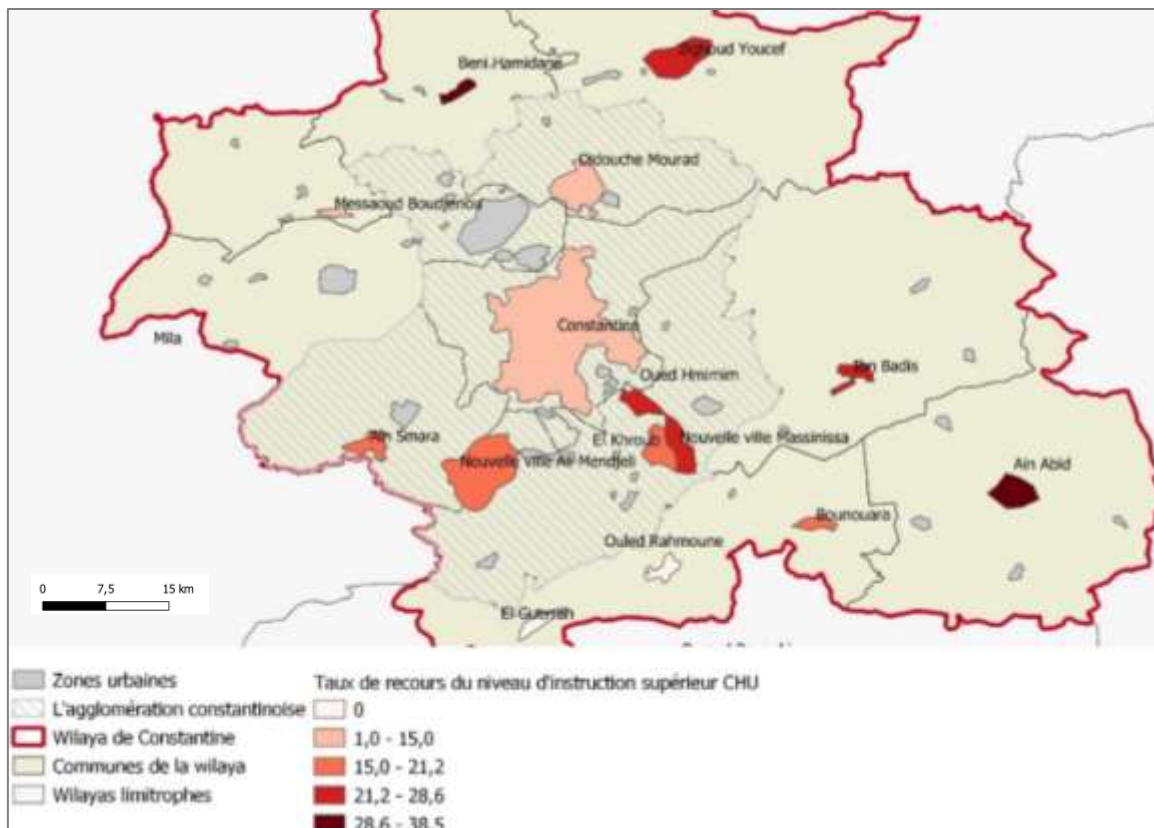 Zighoud Youcef
Beni Hamidane
Didouche Mourad
Messaoud Boudjeriou
Constantine
Mila
Oued Hmimim
Ibn Badis
Ain Smara
El Khroub
Nouvelle ville Massinissa
Nouvelle ville Ali Mendjeli
Ain Abid
Bounouara
Ouled Rahmoune
0 7,5 15 km
El Guerrah
Zones urbaines
L'agglomération constantinoise
Wilaya de Constantine
Communes de la wilaya
Wilayas limitrophes
Taux de recours du niveau d'instruction supérieur CHU
0
1,0 - 15,0
15,0 - 21,2
21,2 - 28,6
28,6 - 38,5